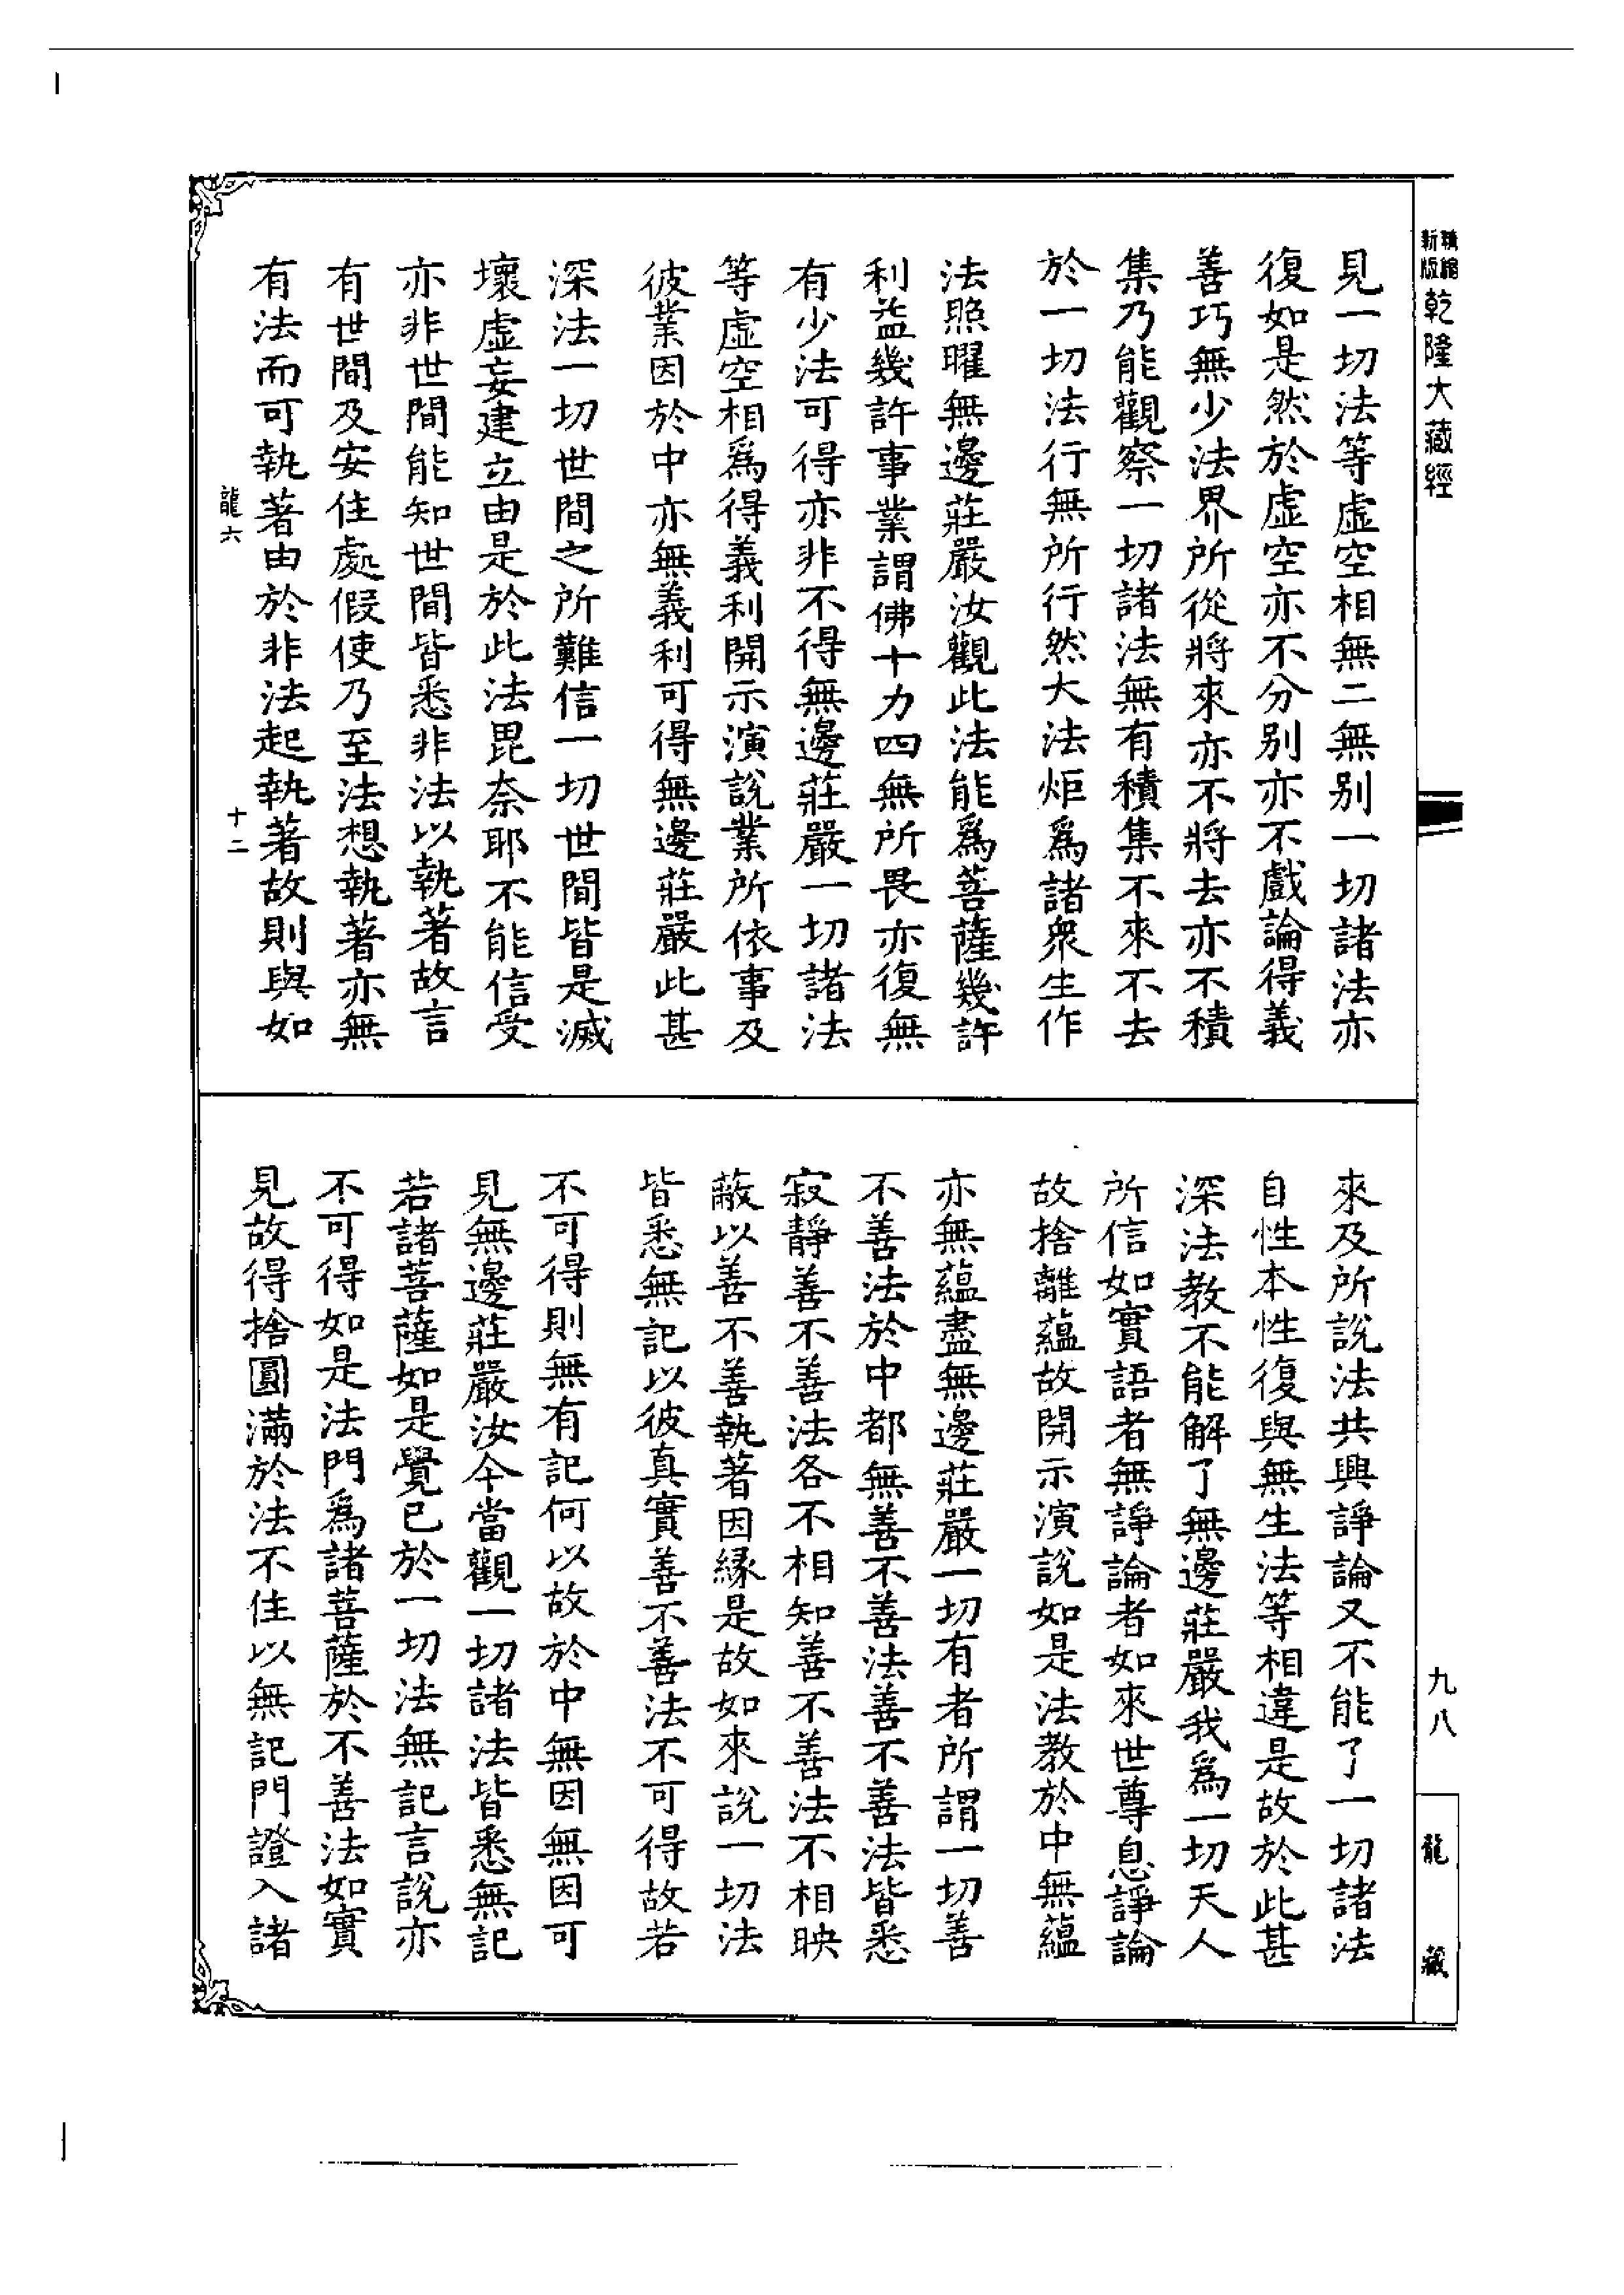 精縮新版乾隆大藏經
見一切法等虛空相無二無別一切諸法亦
復如是然於虛空亦不分別亦不戲論得義
善巧無少法界所從將來亦不將去亦不積
集乃能觀察一切諸法無有積集不來不去
於一切法行無所行行然大法炬爲諸衆生作
法照曜無邊莊嚴汝觀此法能爲菩薩幾許
利益幾許事業謂佛十力四無所畏亦復無
有少法可得亦非不得無邊莊嚴一切諸法
等虛空相爲得義利開示演說業所依事及
彼業因於中亦無義利可得無邊莊嚴此甚
深法一切世間之所難信一切世間皆是滅
壞虛妄建立由是於此法毘奈耶不能信受
亦非世間能知世間皆悉非法以執著故言
有世間及安住處假使乃至法想執著亦無
有法而可執著由於非法起執著故則與如
龍六
十二
來及所說法共興諍論又不能了一切諸法
自性本性復與無生法等相違是故於此甚
深法教不能解了無邊莊嚴我爲一切天人
所信如實語者無諍論者如來世尊息諍論
故捨離蘊故開示演說如是法教於中無蘊
亦無蘊盡無邊莊嚴一切有者所謂一切善
不善法於中都無善不善法善不善法皆悉
寂靜善不善法各不相知善不善法不相映
蔽以善不善執著因緣是故如來說一切法
皆悉無記以彼真實善不善法不可得故若
不可得則無有記何以故於中無因無因可
見無邊莊嚴汝今當觀一切諸法皆悉無記
若諸菩薩如是覺已於一切法無記言說亦
不可得如是法門爲諸菩薩於不善法如實
見故得捨圓滿於法不住以無記門證入諸
九八
龍藏